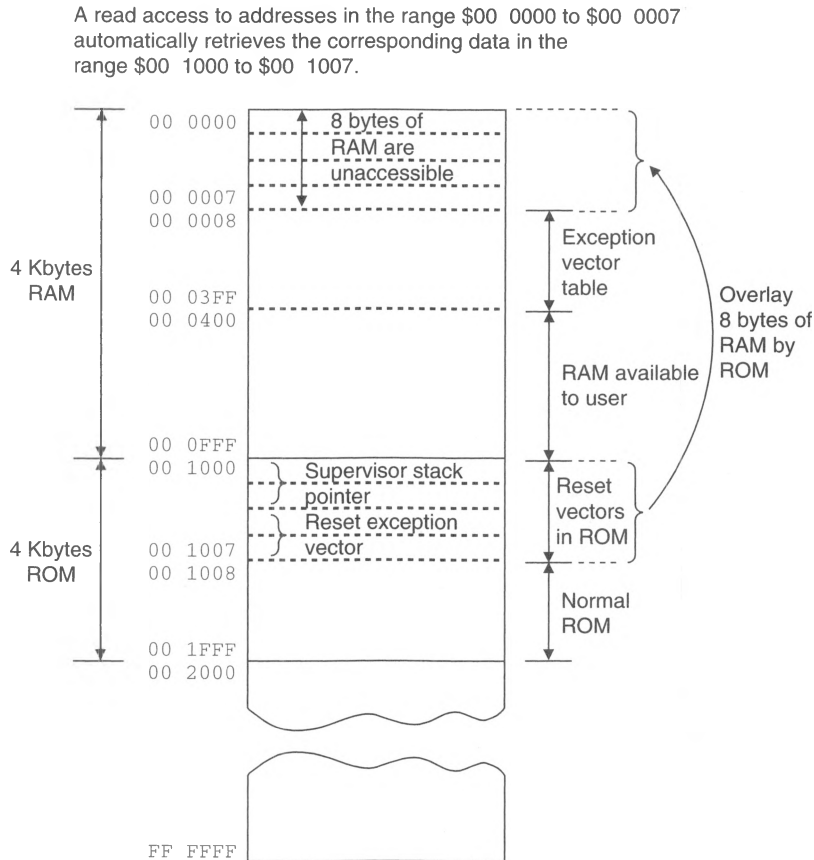 A read access to addresses in the range $00 0000 to $00 0007
automatically retrieves the corresponding data in the
range $00 1000 to $00 1007.
00 0000
8 bytes of
RAM are
unaccessible
00 0007
00 0008
Exception
vector
table
4 Kbytes
RAM
00 03FF
00 0400
Overlay
8 bytes of
RAM by
ROM
RAM available
to user
00 0FFF
00 1000
Supervisor stack
pointer
Reset exception
vector
Reset
vectors
in ROM
4 Kbytes
ROM
00 1007
00 1008
Normal
ROM
00 1FFF
00 2000
FF FFFF